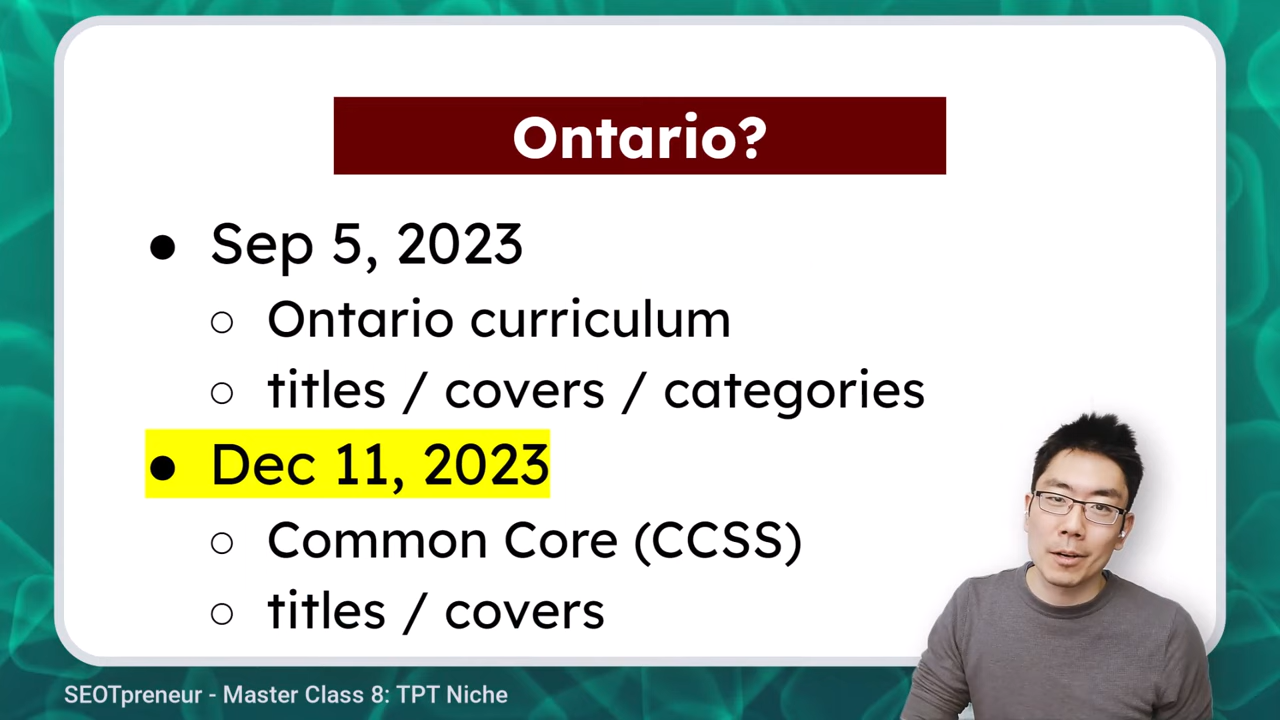 Ontario?
● Sep 5, 2023
○ Ontario curriculum
○ titles / covers / categories
● Dec 11, 2023
○ Common Core (CCSS)
○ titles / covers
SEOTpreneur - Master Class 8: TPT Niche